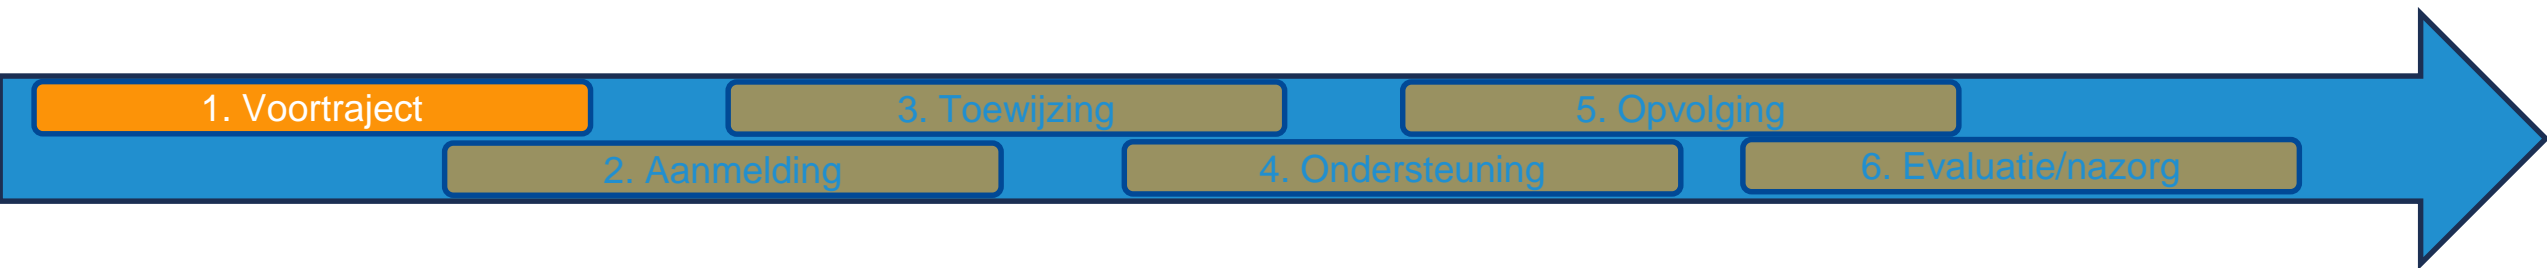 1. Voortraject
2. Aanmelding
3. Toewijzing
4. Ondersteuning
5. Opvolging
6. Evaluatie/nazorg